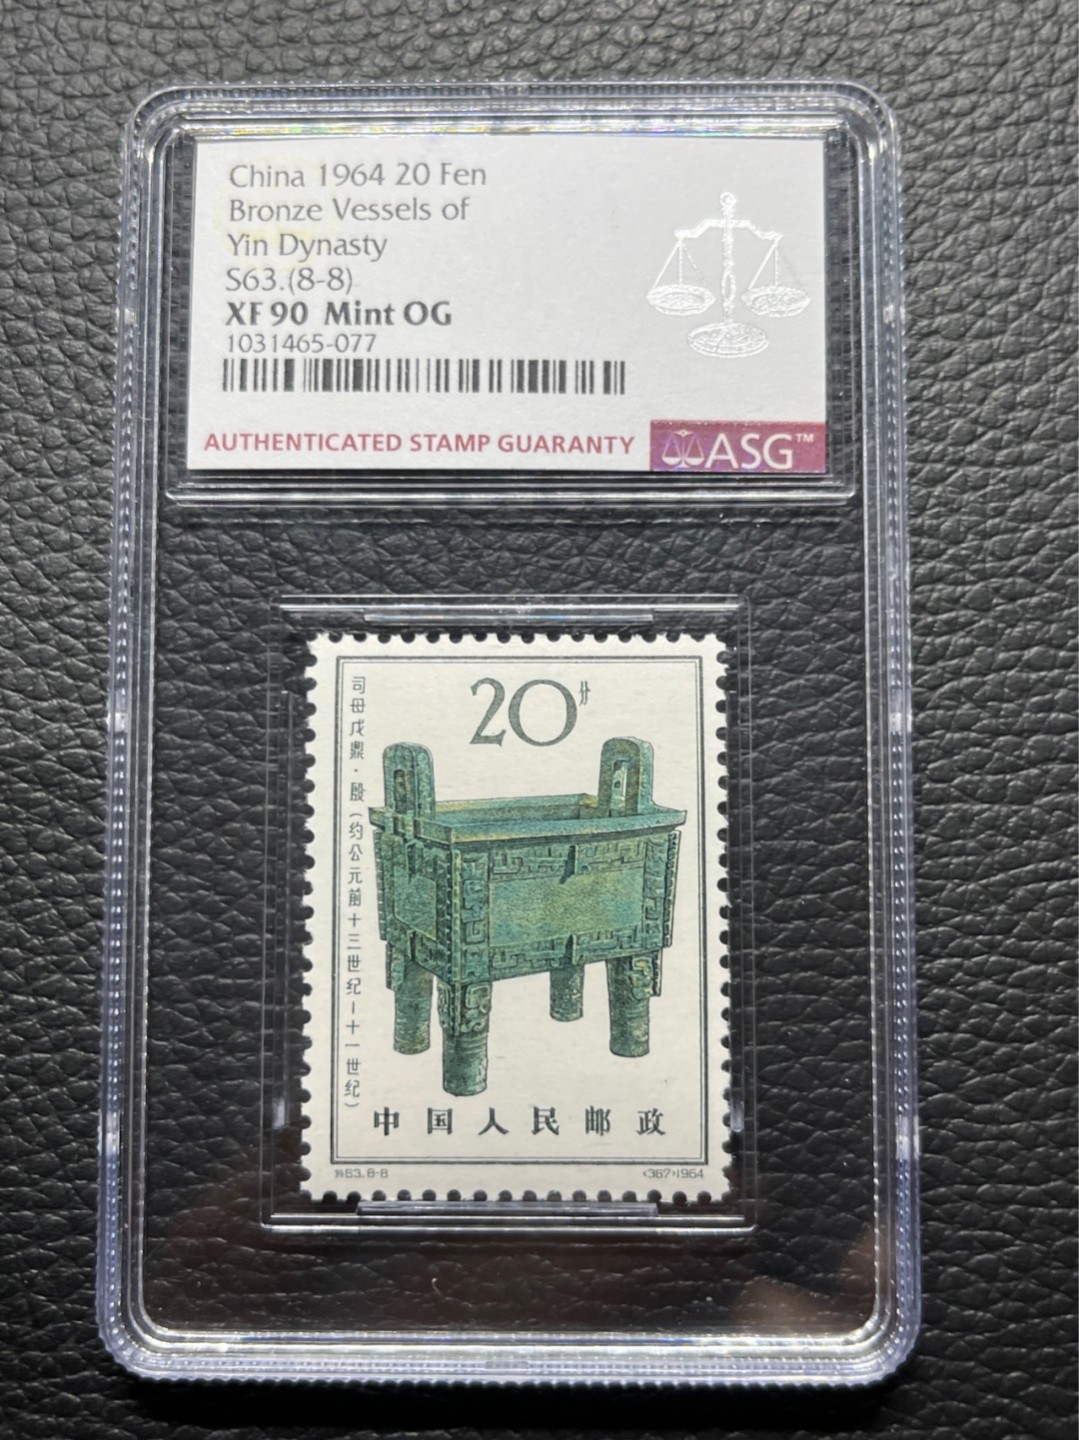 China 1964 20 Fen
Bronze Vessels of
Yin Dynasty
S63.(8-8)
XF 90 Mint OG
1031465-077
AUTHENTICATED STAMP GUARANTY
ASG™
20分
司母戊鼎·殷(约公元前十三世纪—十一世纪)
中国人民邮政
特63.8-8
<367>1964